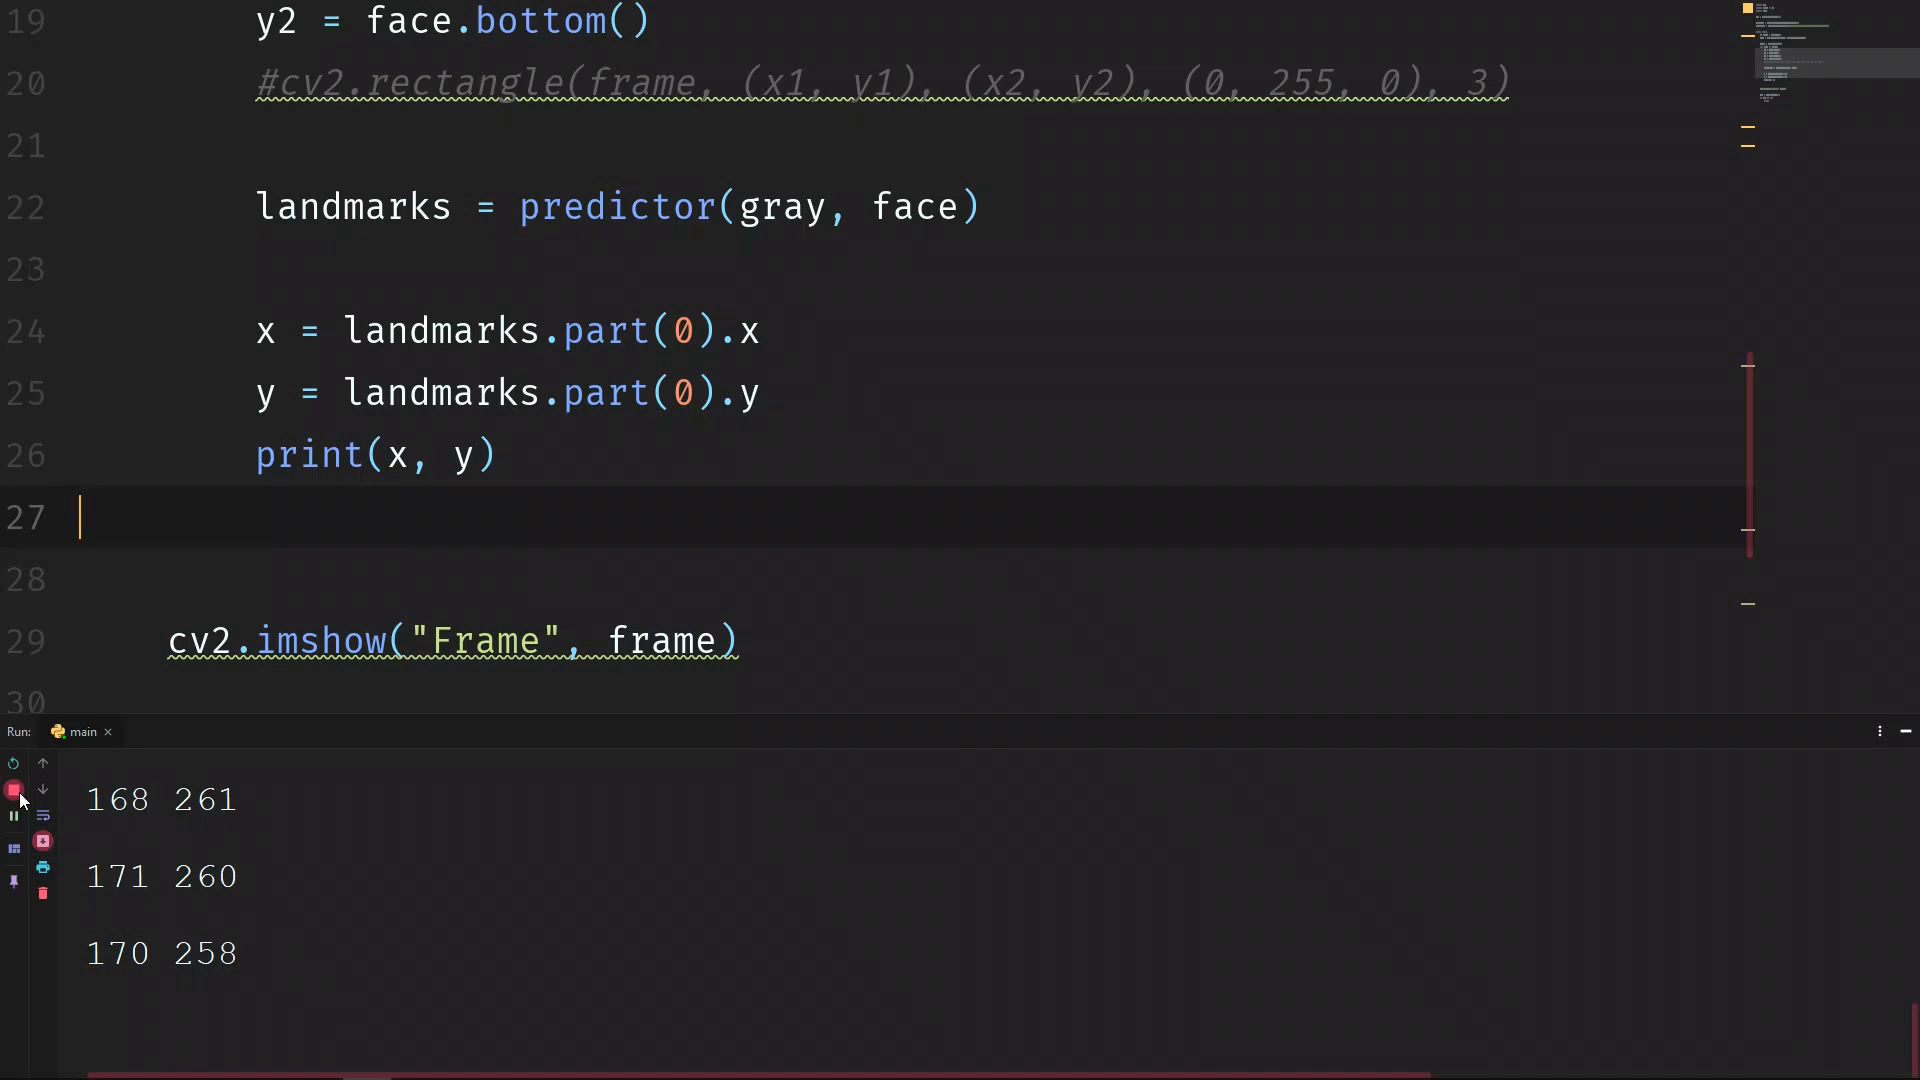 19 y2 = face.bottom()
20 #cv2.rectangle(frame, (x1, y1), (x2, y2), (0, 255, 0), 3)
21
22 landmarks = predictor(gray, face)
23
24 x = landmarks.part(0).x
25 y = landmarks.part(0).y
26 print(x, y)
27
28
29 cv2.imshow("Frame", frame)
30
Run: main ×
168 261
171 260
170 258